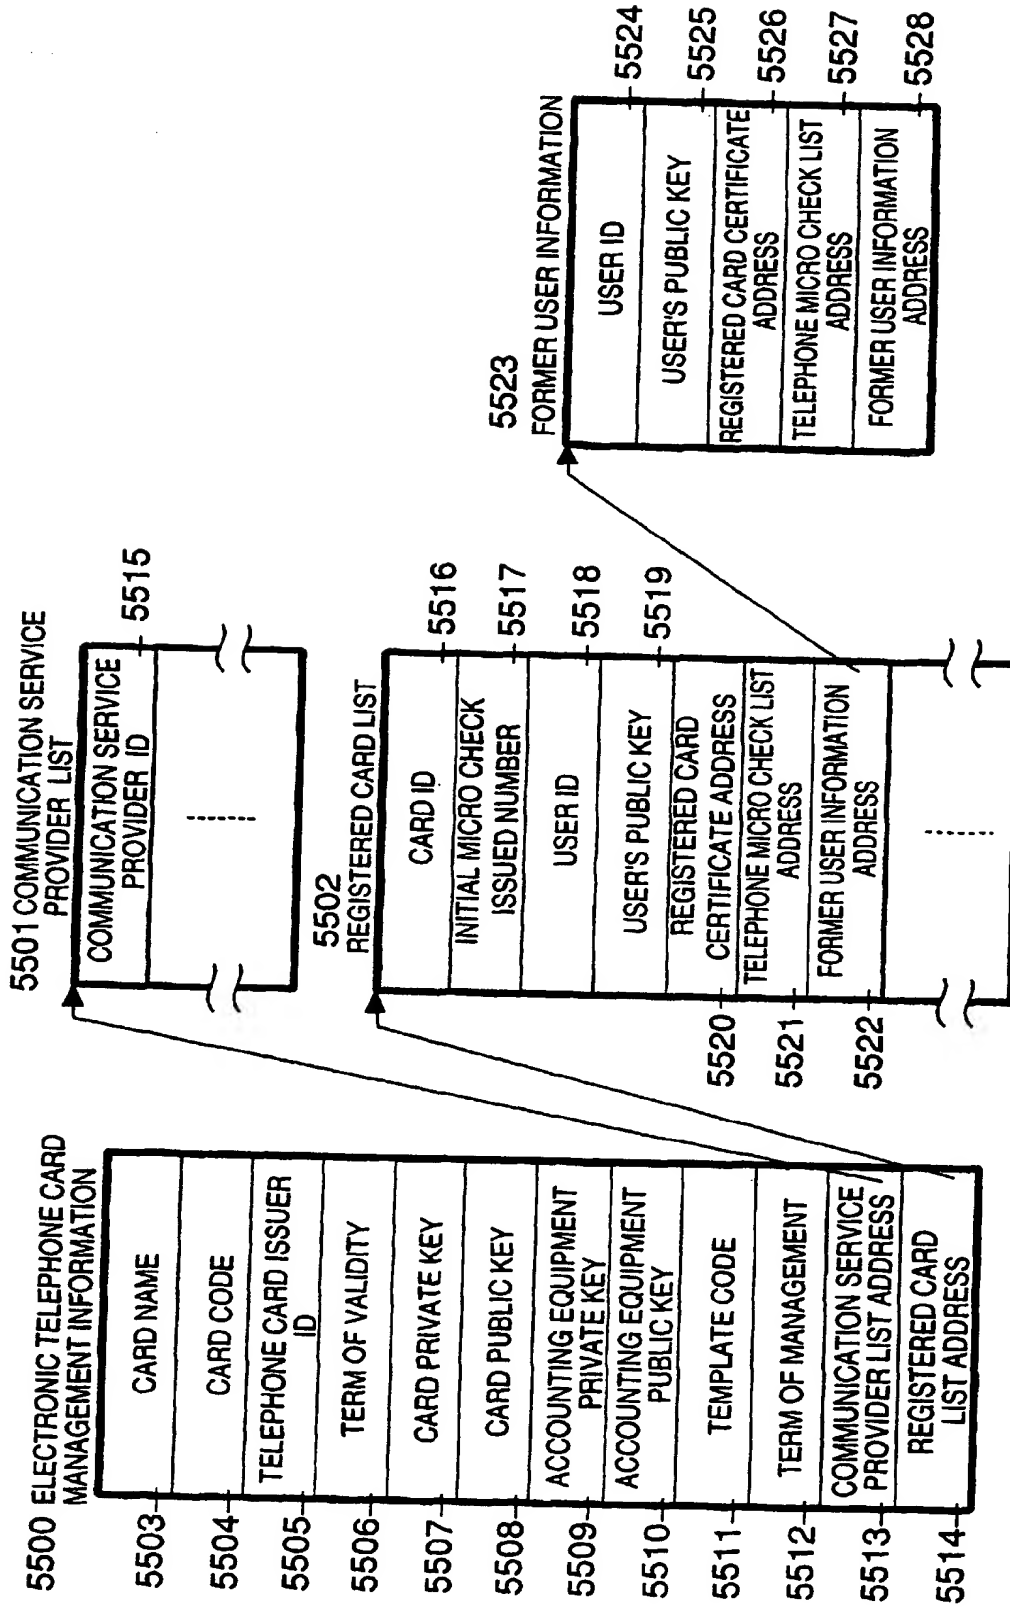 5500 ELECTRONIC TELEPHONE CARD
MANAGEMENT INFORMATION
5503
CARD NAME
5504
CARD CODE
5505
TELEPHONE CARD ISSUER
ID
5506
TERM OF VALIDITY
5507
CARD PRIVATE KEY
5508
CARD PUBLIC KEY
5509
ACCOUNTING EQUIPMENT
PRIVATE KEY
5510
ACCOUNTING EQUIPMENT
PUBLIC KEY
5511
TEMPLATE CODE
5512
TERM OF MANAGEMENT
5513
COMMUNICATION SERVICE
PROVIDER LIST ADDRESS
5514
REGISTERED CARD
LIST ADDRESS
5501 COMMUNICATION SERVICE
PROVIDER LIST
COMMUNICATION SERVICE
PROVIDER ID
5515
5502
REGISTERED CARD LIST
CARD ID
5516
INITIAL MICRO CHECK
ISSUED NUMBER
5517
USER ID
5518
USER'S PUBLIC KEY
5519
REGISTERED CARD
CERTIFICATE ADDRESS
5520
TELEPHONE MICRO CHECK LIST
ADDRESS
5521
FORMER USER INFORMATION
ADDRESS
5522
5523
FORMER USER INFORMATION
USER ID
5524
USER'S PUBLIC KEY
5525
REGISTERED CARD CERTIFICATE
ADDRESS
5526
TELEPHONE MICRO CHECK LIST
ADDRESS
5527
FORMER USER INFORMATION
ADDRESS
5528